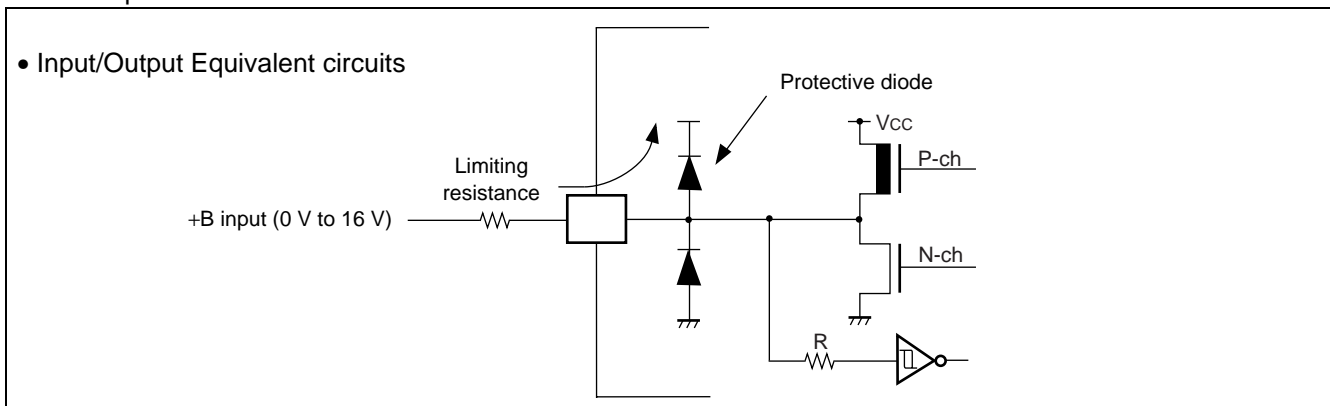 • Input/Output Equivalent circuits
Protective diode
VCC
Limiting
resistance
P-ch
+B input (0 V to 16 V)
N-ch
R